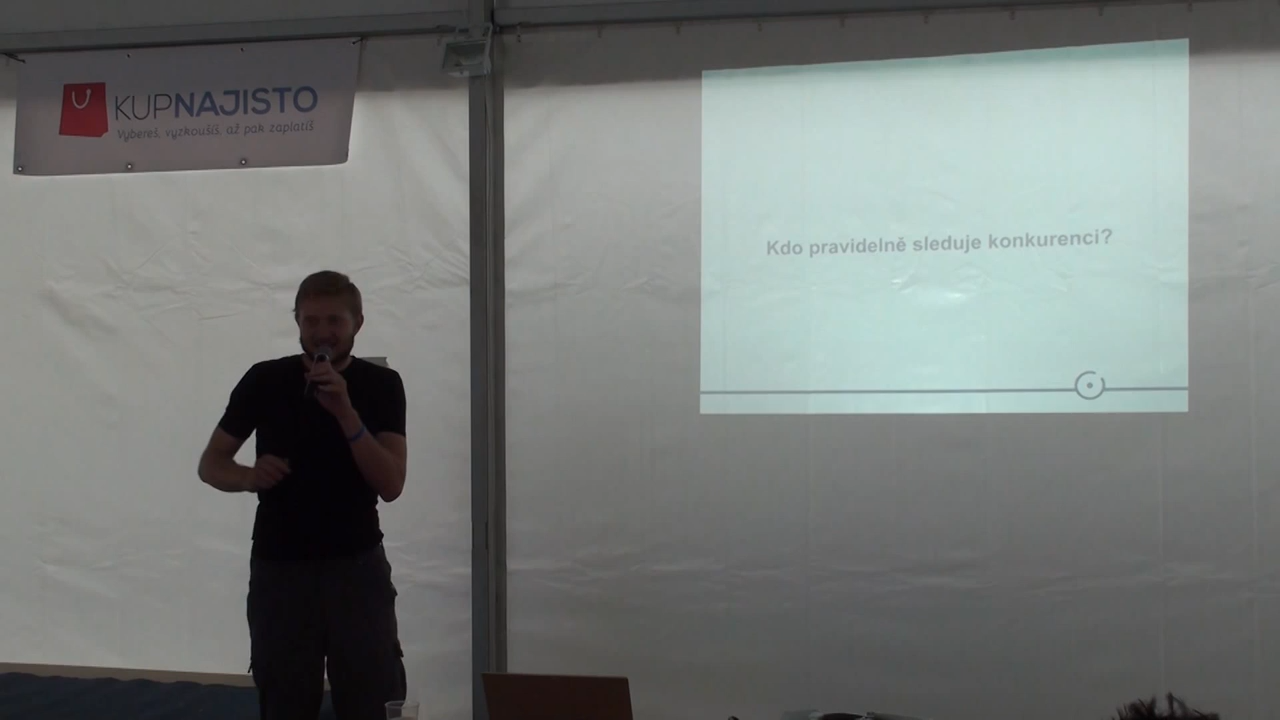 KUPNAJISTO
Vybereš, vyzkoušíš, až pak zaplatíš
Kdo pravidelně sleduje konkurenci?